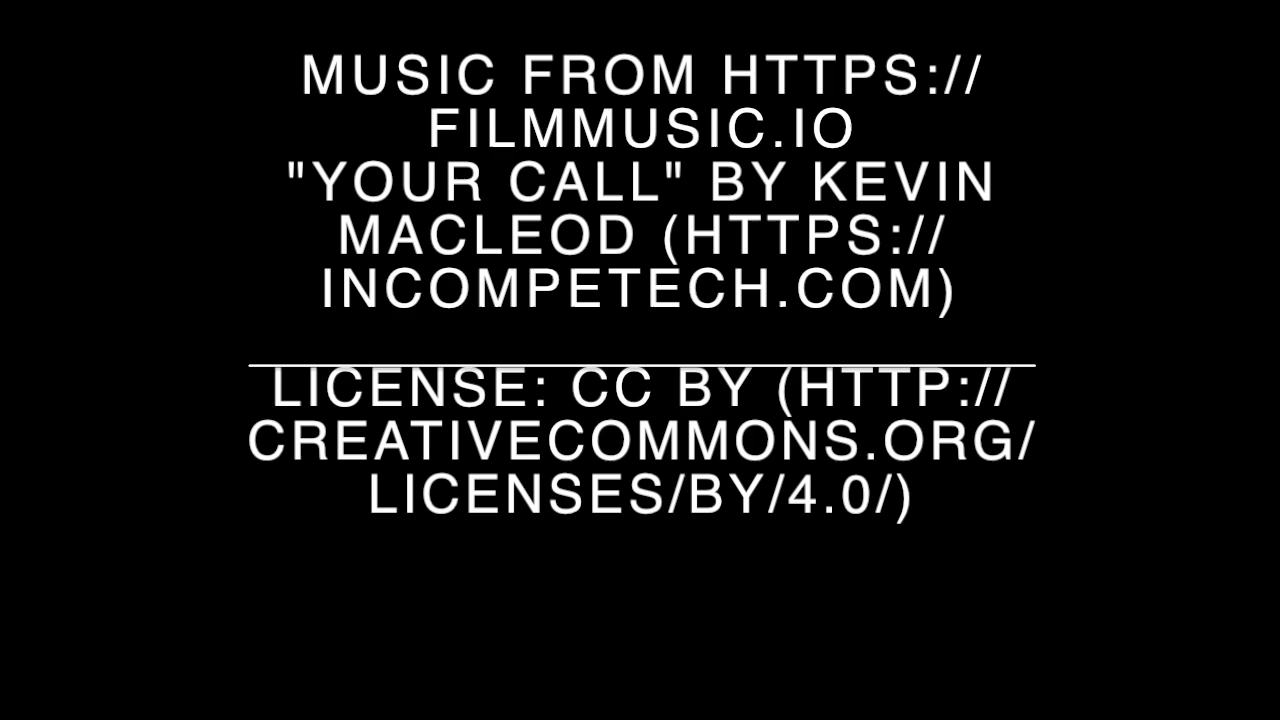 MUSIC FROM HTTPS://
FILMMUSIC.IO
"YOUR CALL" BY KEVIN
MACLEOD (HTTPS://
INCOMPETECH.COM)
LICENSE: CC BY (HTTP://
CREATIVECOMMONS.ORG/
LICENSES/BY/4.0/)